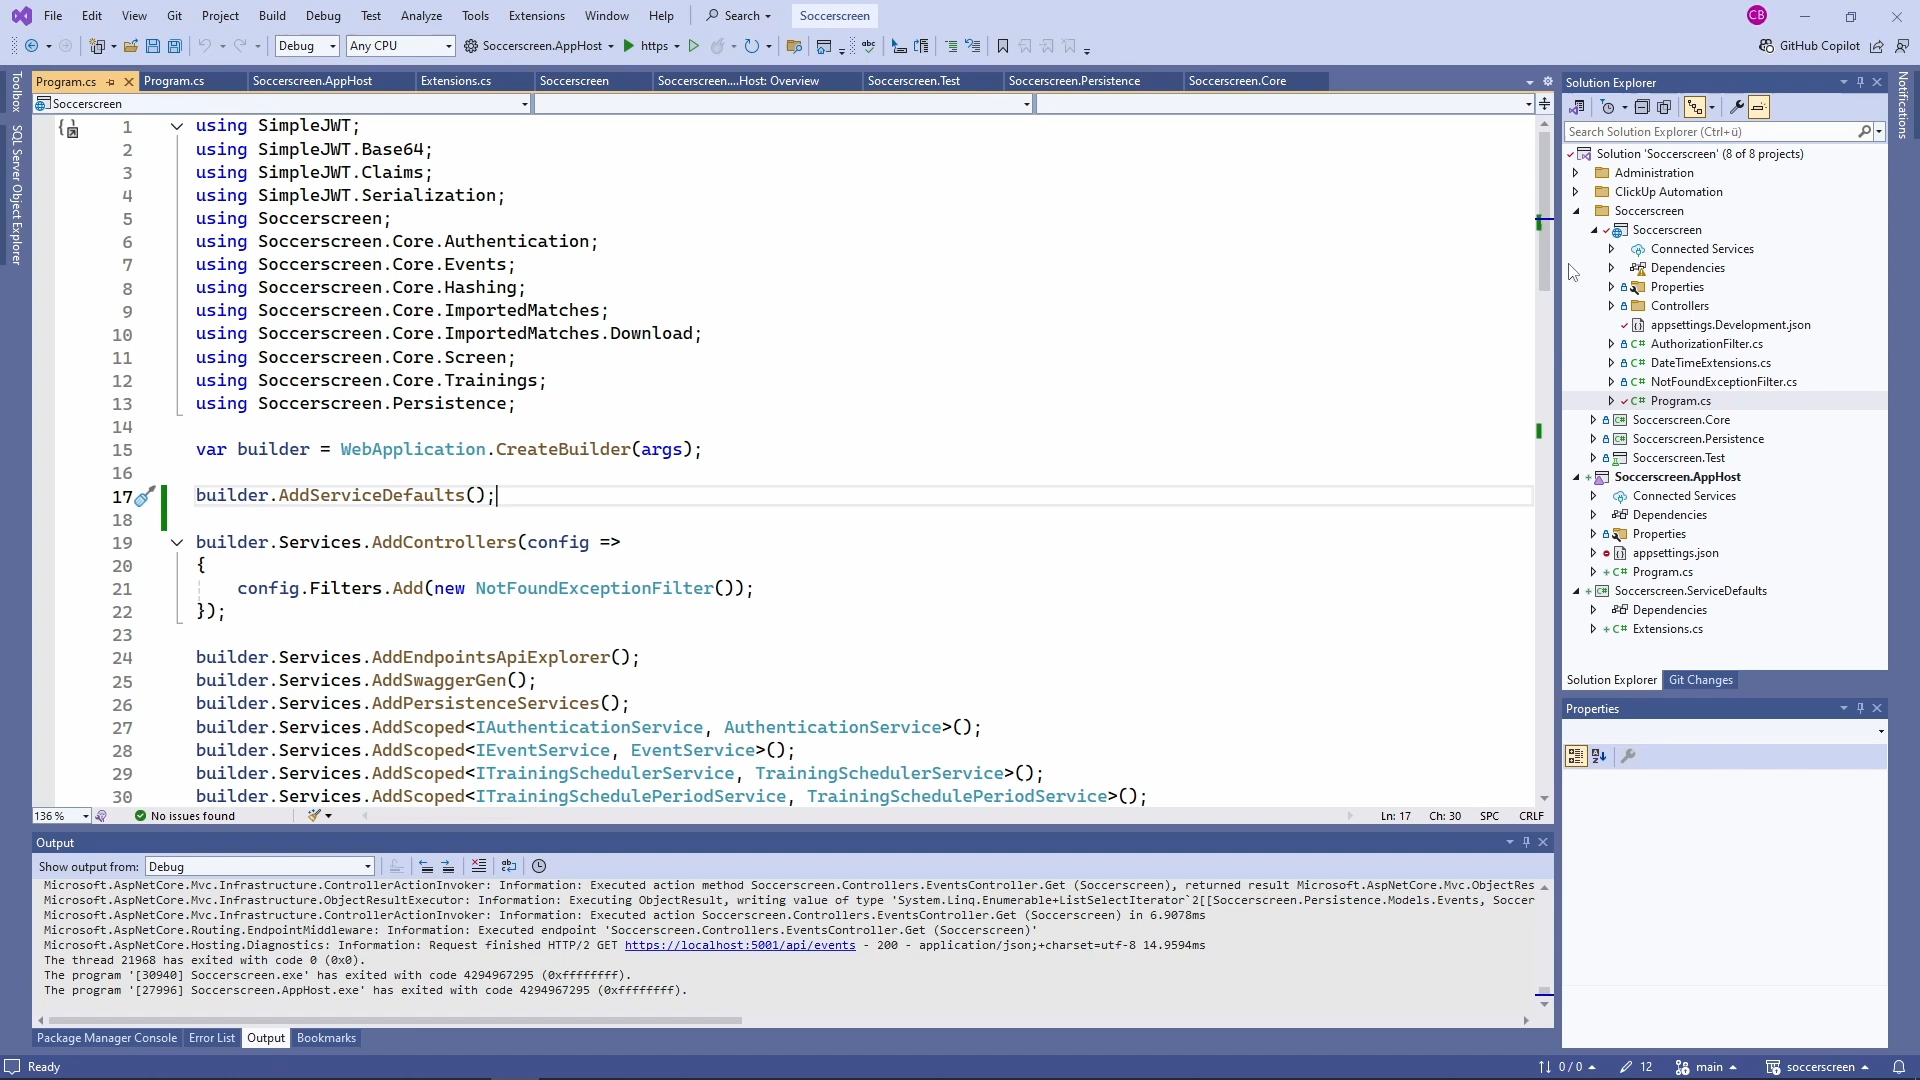 File Edit View Git Project Build Debug Test Analyze Tools Extensions Window Help Search Soccerscreen CB
Debug Any CPU Soccerscreen.AppHost https GitHub Copilot
Toolbox
SQL Server Object Explorer
Notifications
Program.cs Program.cs Soccerscreen.AppHost Extensions.cs Soccerscreen Soccerscreen....Host: Overview Soccerscreen.Test Soccerscreen.Persistence Soccerscreen.Core
Soccerscreen
1 using SimpleJWT;
2 using SimpleJWT.Base64;
3 using SimpleJWT.Claims;
4 using SimpleJWT.Serialization;
5 using Soccerscreen;
6 using Soccerscreen.Core.Authentication;
7 using Soccerscreen.Core.Events;
8 using Soccerscreen.Core.Hashing;
9 using Soccerscreen.Core.ImportedMatches;
10 using Soccerscreen.Core.ImportedMatches.Download;
11 using Soccerscreen.Core.Screen;
12 using Soccerscreen.Core.Trainings;
13 using Soccerscreen.Persistence;
14
15 var builder = WebApplication.CreateBuilder(args);
16
17 builder.AddServiceDefaults();
18
19 builder.Services.AddControllers(config =>
20 {
21 config.Filters.Add(new NotFoundExceptionFilter());
22 });
23
24 builder.Services.AddEndpointsApiExplorer();
25 builder.Services.AddSwaggerGen();
26 builder.Services.AddPersistenceServices();
27 builder.Services.AddScoped<IAuthenticationService, AuthenticationService>();
28 builder.Services.AddScoped<IEventService, EventService>();
29 builder.Services.AddScoped<ITrainingSchedulerService, TrainingSchedulerService>();
30 builder.Services.AddScoped<ITrainingSchedulePeriodService, TrainingSchedulePeriodService>();
136 % No issues found Ln: 17 Ch: 30 SPC CRLF
Output
Show output from: Debug
Microsoft.AspNetCore.Mvc.Infrastructure.ControllerActionInvoker: Information: Executed action method Soccerscreen.Controllers.EventsController.Get (Soccerscreen), returned result Microsoft.AspNetCore.Mvc.ObjectRes
Microsoft.AspNetCore.Mvc.Infrastructure.ObjectResultExecutor: Information: Executing ObjectResult, writing value of type 'System.Linq.Enumerable+ListSelectIterator`2[[Soccerscreen.Persistence.Models.Events, Soccer
Microsoft.AspNetCore.Mvc.Infrastructure.ControllerActionInvoker: Information: Executed action Soccerscreen.Controllers.EventsController.Get (Soccerscreen) in 6.9078ms
Microsoft.AspNetCore.Routing.EndpointMiddleware: Information: Executed endpoint 'Soccerscreen.Controllers.EventsController.Get (Soccerscreen)'
Microsoft.AspNetCore.Hosting.Diagnostics: Information: Request finished HTTP/2 GET https://localhost:5001/api/events - 200 - application/json;+charset=utf-8 14.9594ms
The thread 21968 has exited with code 0 (0x0).
The program '[30940] Soccerscreen.exe' has exited with code 4294967295 (0xffffffff).
The program '[27996] Soccerscreen.AppHost.exe' has exited with code 4294967295 (0xffffffff).
Package Manager Console Error List Output Bookmarks
Solution Explorer
Search Solution Explorer (Ctrl+ü)
Solution 'Soccerscreen' (8 of 8 projects)
Administration
ClickUp Automation
Soccerscreen
Soccerscreen
Connected Services
Dependencies
Properties
Controllers
appsettings.Development.json
C# AuthorizationFilter.cs
C# DateTimeExtensions.cs
C# NotFoundExceptionFilter.cs
C# Program.cs
Soccerscreen.Core
Soccerscreen.Persistence
Soccerscreen.Test
Soccerscreen.AppHost
Connected Services
Dependencies
Properties
appsettings.json
C# Program.cs
Soccerscreen.ServiceDefaults
Dependencies
C# Extensions.cs
Solution Explorer Git Changes
Properties
Ready 0 / 0 12 main soccerscreen